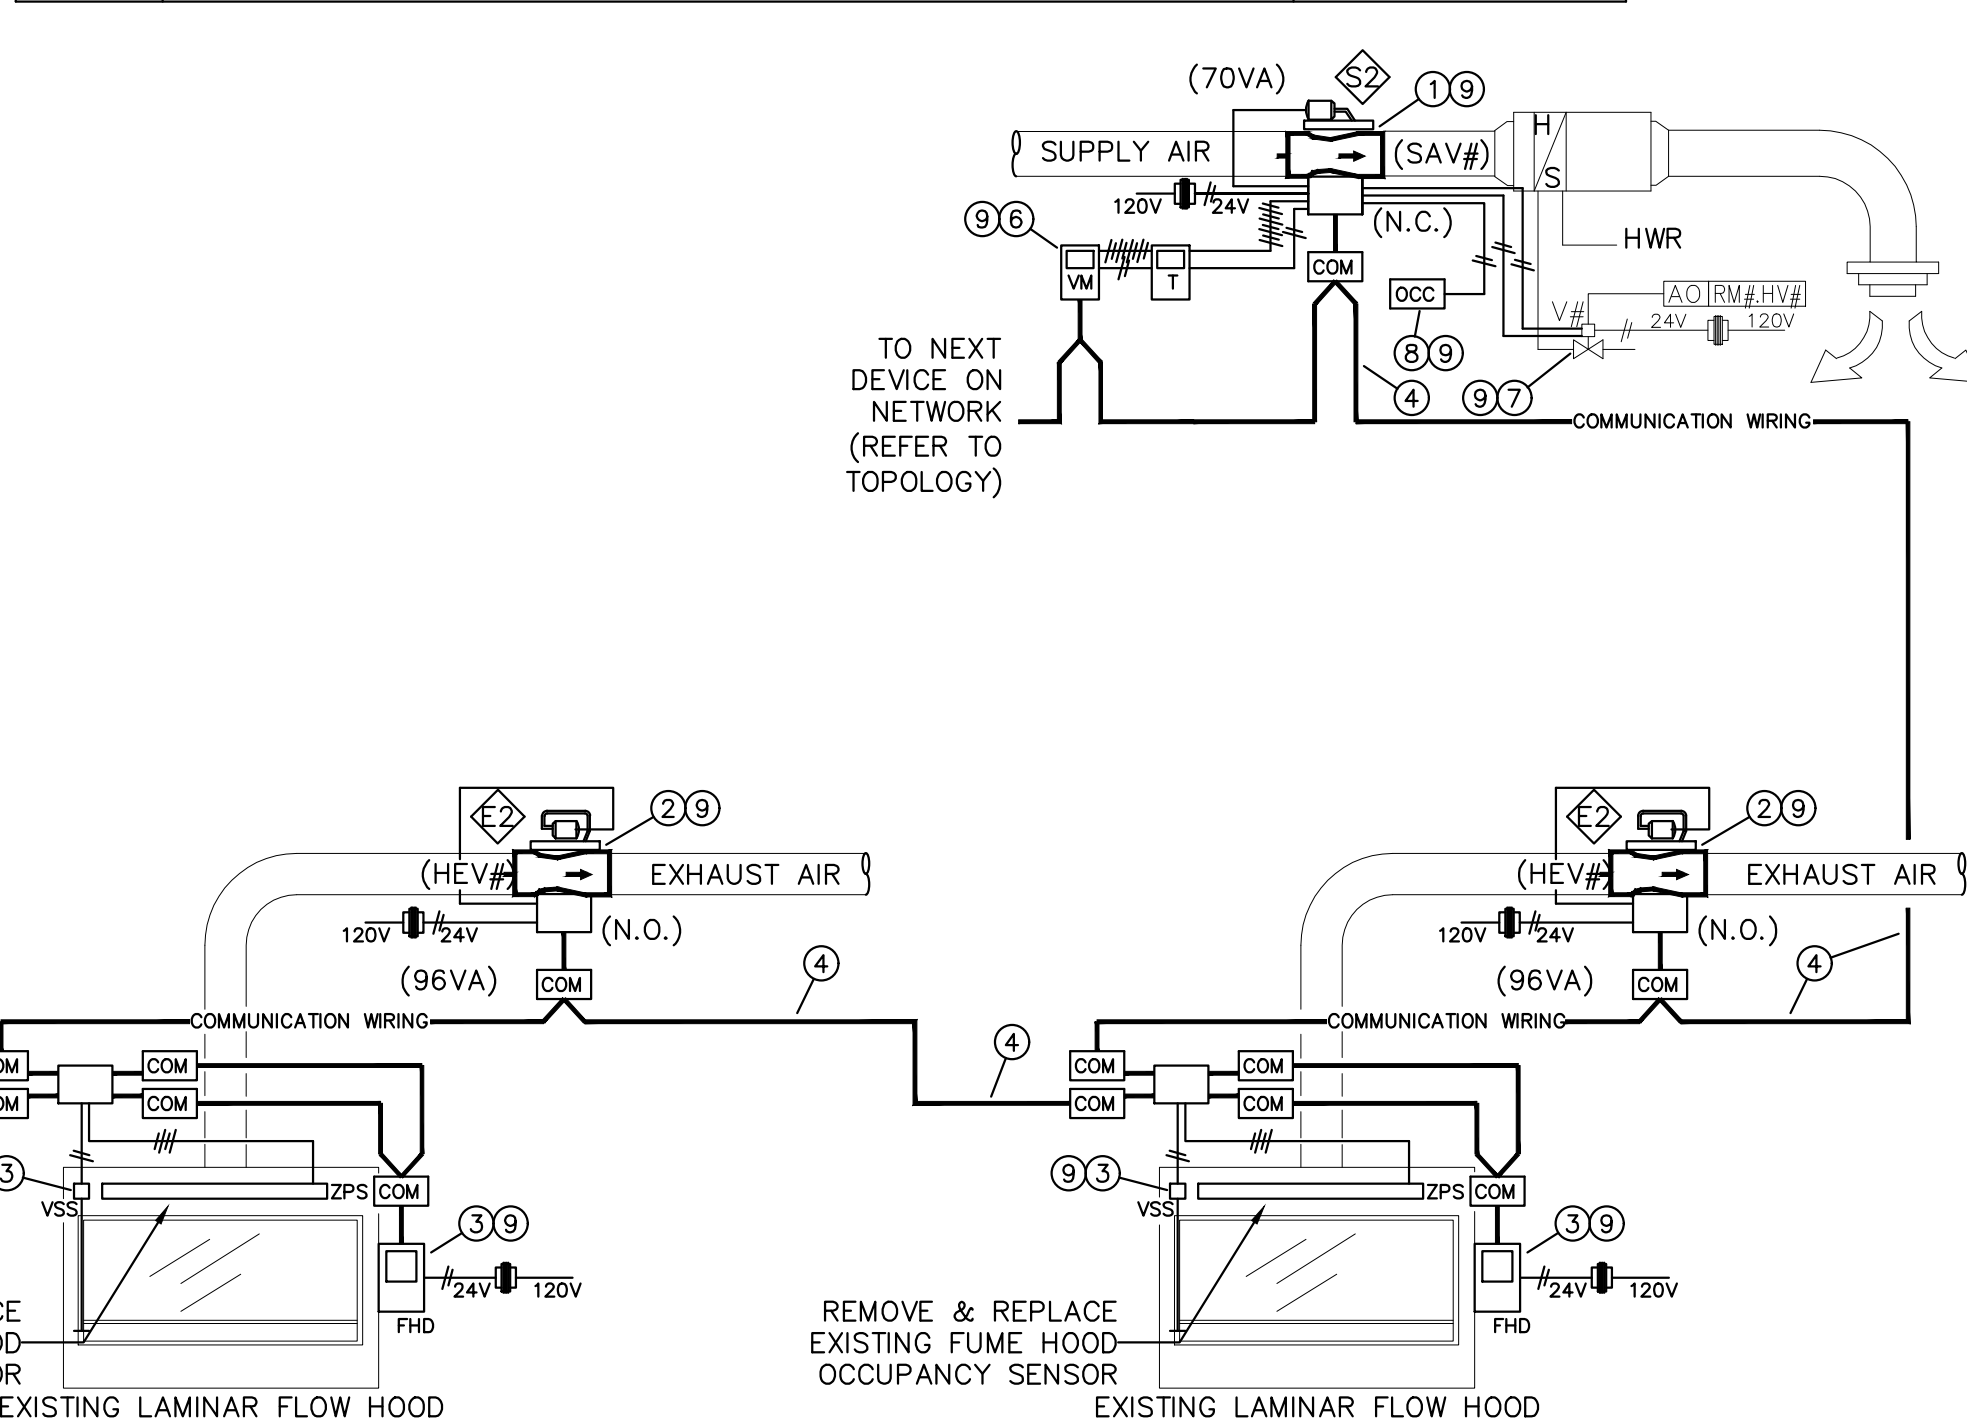 (70VA)
S2
1 9
SUPPLY AIR
(SAV#)
H
S
120V
24V
(N.C.)
9 6
HWR
VM
T
COM
OCC
AO RM#.HV#
V#
24V
120V
8 9
4
9 7
TO NEXT
DEVICE ON
NETWORK
(REFER TO
TOPOLOGY)
COMMUNICATION WIRING
E2
2 9
(HEV#)
EXHAUST AIR
120V
24V
(N.O.)
(96VA)
COM
4
COMMUNICATION WIRING
COM
COM
3
VSS
ZPS
COM
3 9
24V
120V
FHD
EXISTING LAMINAR FLOW HOOD
E2
2 9
(HEV#)
EXHAUST AIR
120V
24V
(N.O.)
(96VA)
COM
4
COMMUNICATION WIRING
4
COM
COM
COM
COM
9 3
VSS
ZPS
COM
3 9
24V
120V
FHD
REMOVE & REPLACE
EXISTING FUME HOOD
OCCUPANCY SENSOR
EXISTING LAMINAR FLOW HOOD